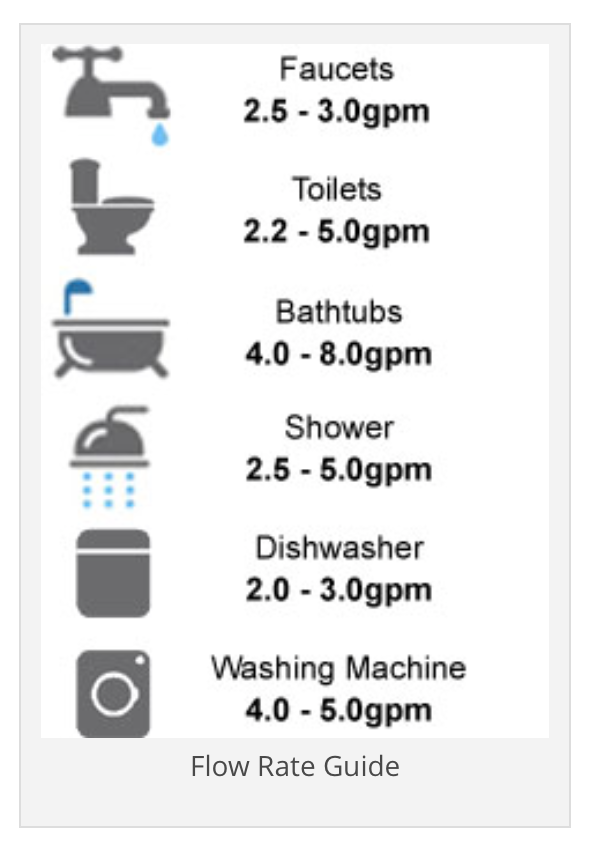 Faucets
2.5 - 3.0gpm
Toilets
2.2 - 5.0gpm
Bathtubs
4.0 - 8.0gpm
Shower
2.5 - 5.0gpm
Dishwasher
2.0 - 3.0gpm
Washing Machine
4.0 - 5.0gpm
Flow Rate Guide